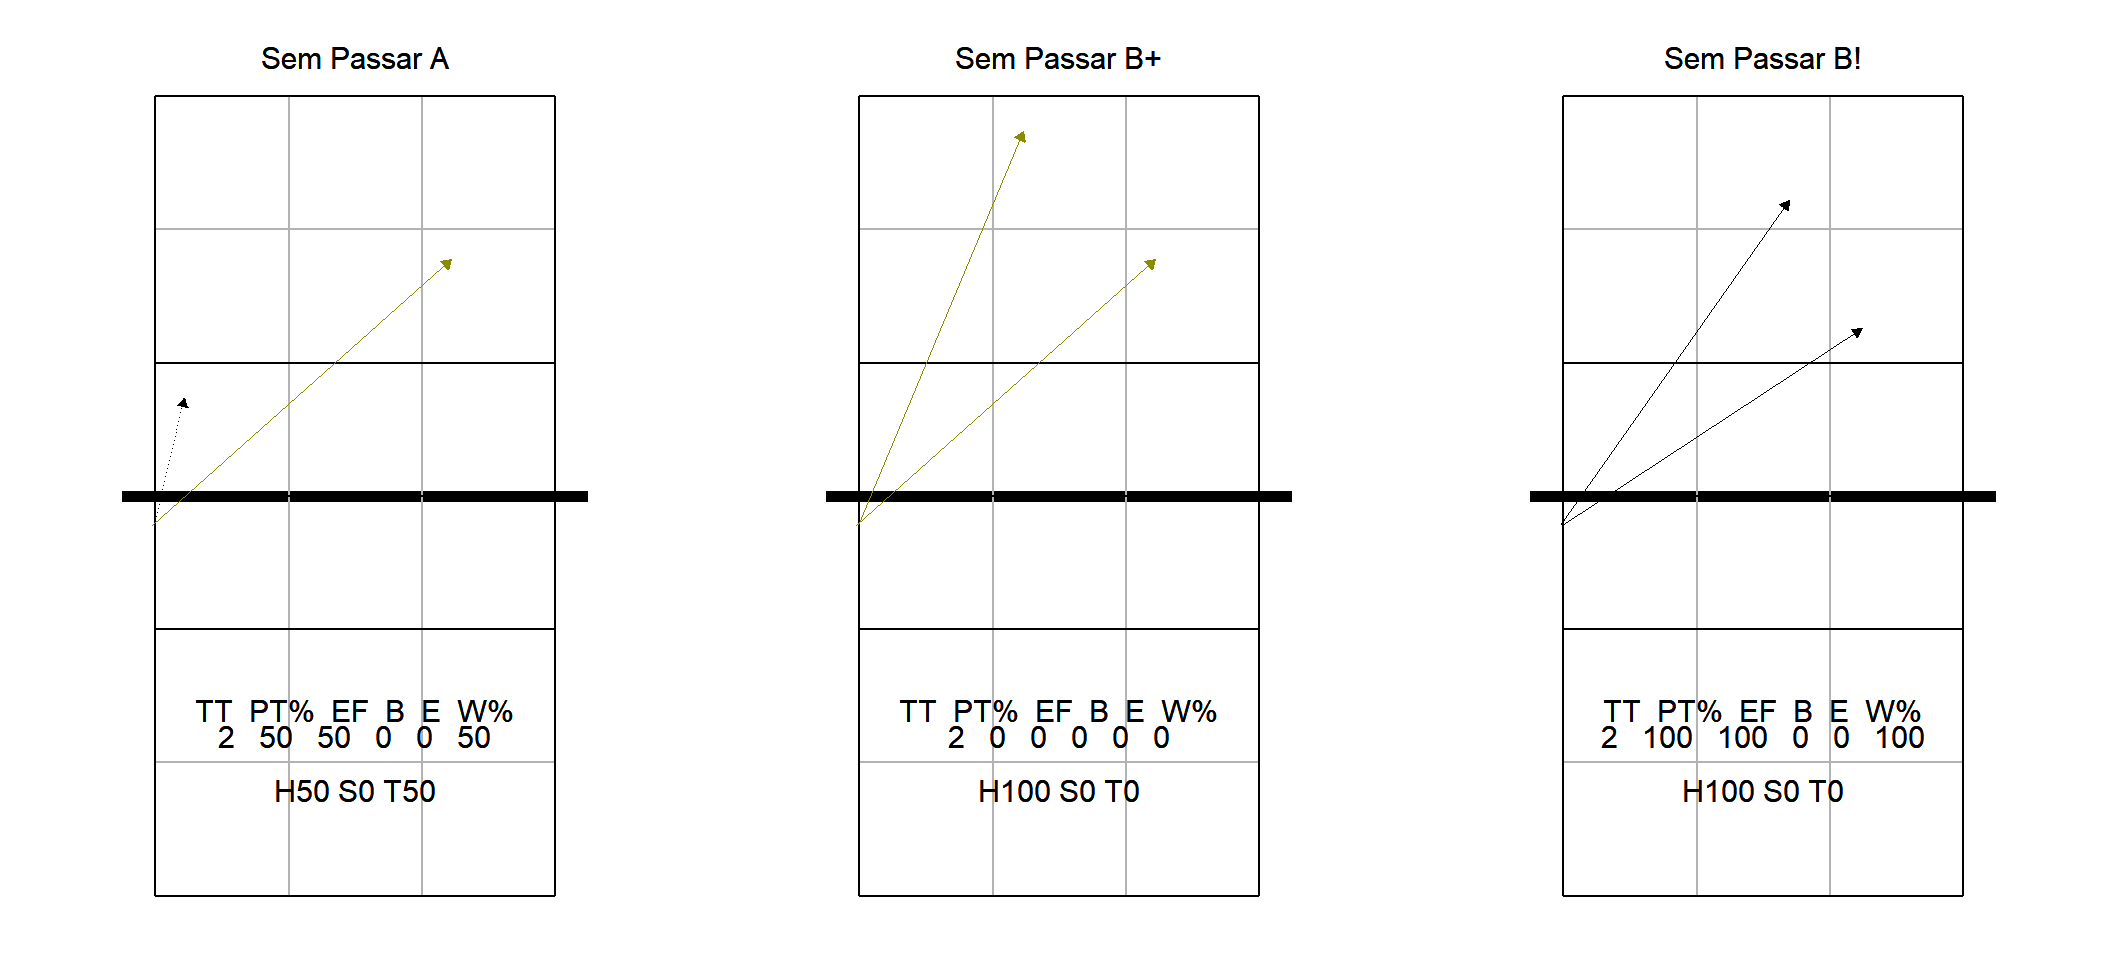 Sem Passar A
TT PT% EF B E W%
2 50 50 0 0 50
H50 S0 T50
Sem Passar B+
TT PT% EF B E W%
2 0 0 0 0 0
H100 S0 T0
Sem Passar B!
TT PT% EF B E W%
2 100 100 0 0 100
H100 S0 T0